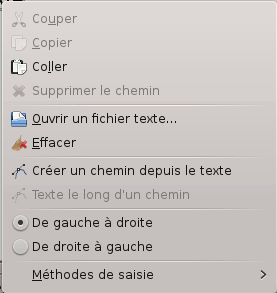 Couper
Copier
Coller
Supprimer le chemin
Ouvrir un fichier texte...
Effacer
Créer un chemin depuis le texte
Texte le long d'un chemin
De gauche à droite
De droite à gauche
Méthodes de saisie